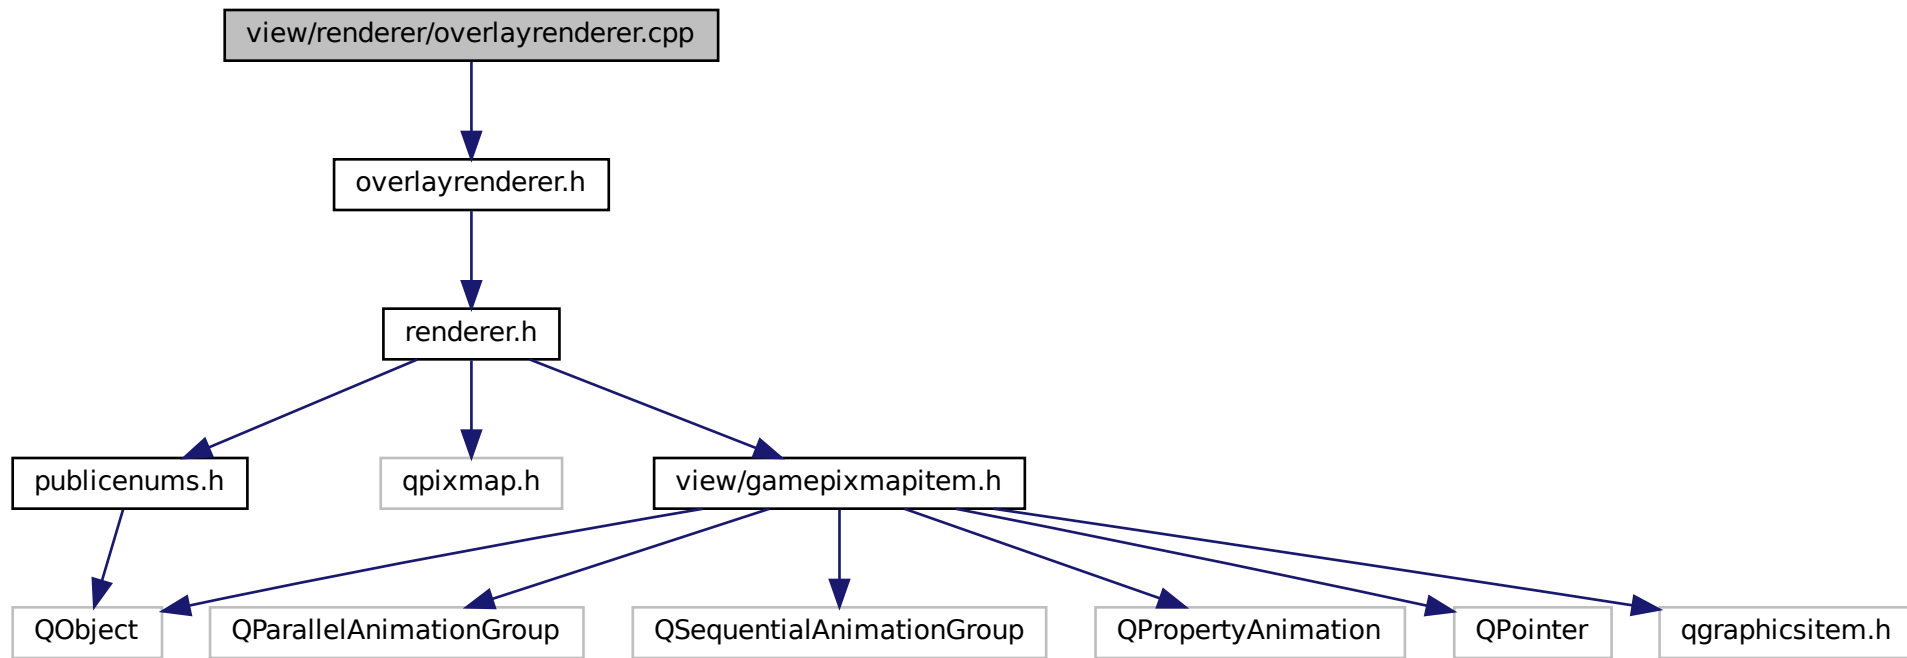 view/renderer/overlayrenderer.cpp
overlayrenderer.h
renderer.h
publicenums.h
qpixmap.h
view/gamepixmapitem.h
QObject
QParallelAnimationGroup
QSequentialAnimationGroup
QPropertyAnimation
QPointer
qgraphicsitem.h